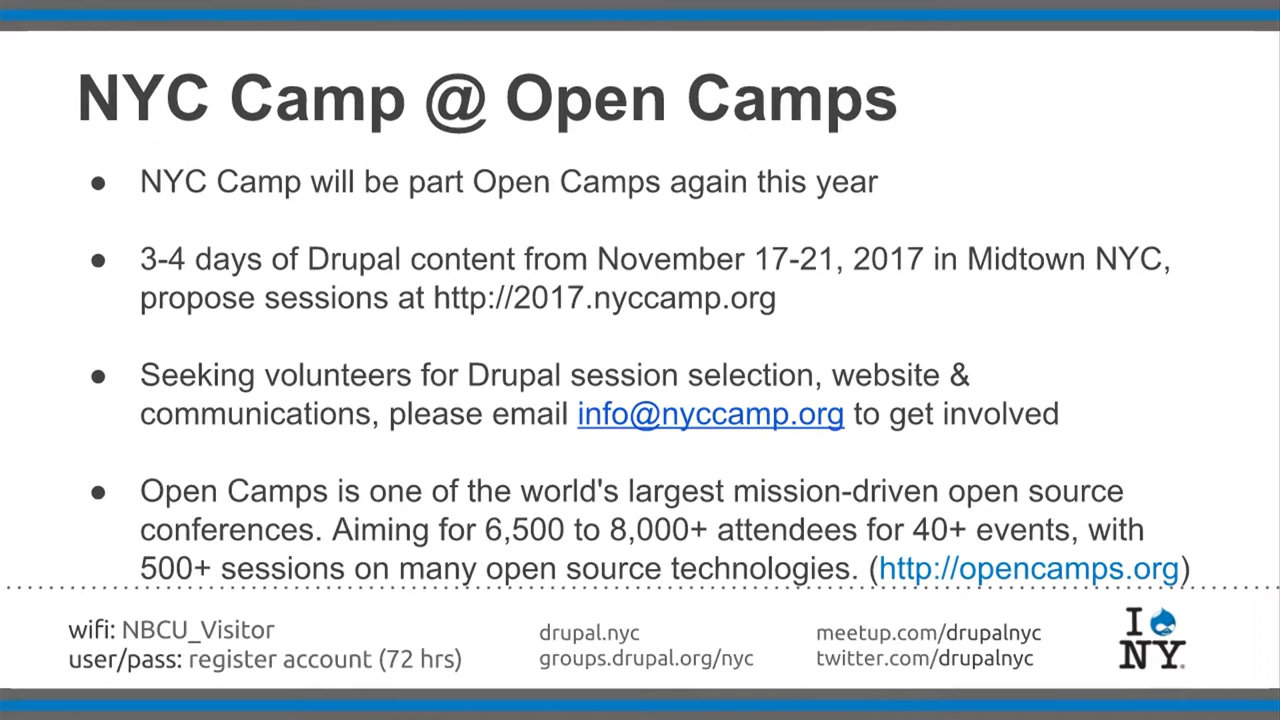 NYC Camp @ Open Camps
● NYC Camp will be part Open Camps again this year
● 3-4 days of Drupal content from November 17-21, 2017 in Midtown NYC,
propose sessions at http://2017.nyccamp.org
● Seeking volunteers for Drupal session selection, website &
communications, please email info@nyccamp.org to get involved
● Open Camps is one of the world's largest mission-driven open source
conferences. Aiming for 6,500 to 8,000+ attendees for 40+ events, with
500+ sessions on many open source technologies. (http://opencamps.org)
wifi: NBCU_Visitor
user/pass: register account (72 hrs)
drupal.nyc
groups.drupal.org/nyc
meetup.com/drupalnyc
twitter.com/drupalnyc
I
NY.